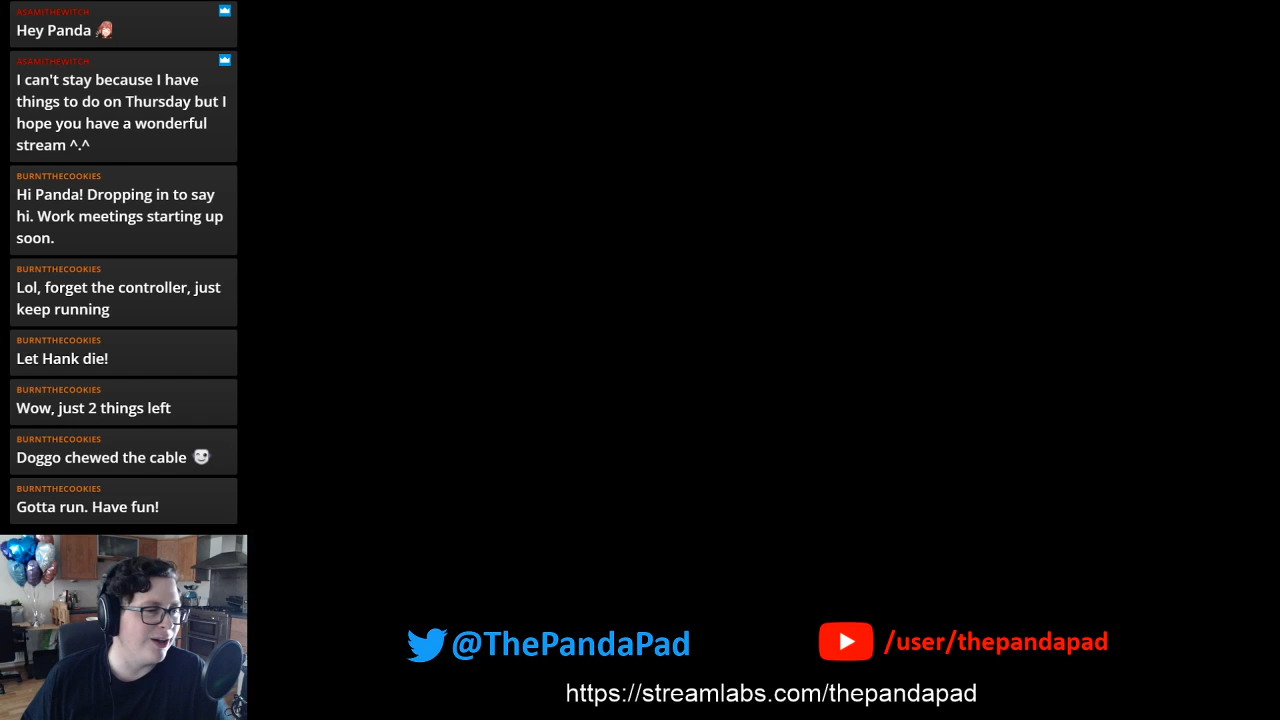 ASAMITHEWITCH
Hey Panda
ASAMITHEWITCH
I can't stay because I have
things to do on Thursday but I
hope you have a wonderful
stream ^.^
BURNTTHECOOKIES
Hi Panda! Dropping in to say
hi. Work meetings starting up
soon.
BURNTTHECOOKIES
Lol, forget the controller, just
keep running
BURNTTHECOOKIES
Let Hank die!
BURNTTHECOOKIES
Wow, just 2 things left
BURNTTHECOOKIES
Doggo chewed the cable
BURNTTHECOOKIES
Gotta run. Have fun!
@ThePandaPad
/user/thepandapad
https://streamlabs.com/thepandapad